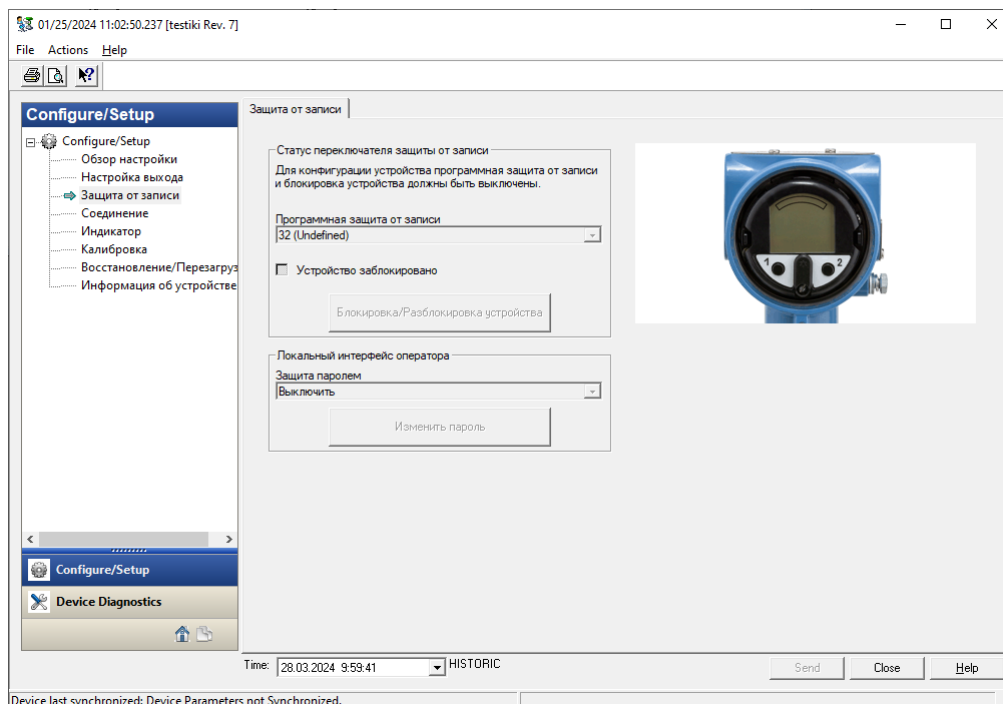 01/25/2024 11:02:50.237 [testiki Rev. 7]
File Actions Help
Configure/Setup
Configure/Setup
Обзор настройки
Настройка выхода
Защита от записи
Соединение
Индикатор
Калибровка
Восстановление/Перезагруз
Информация об устройстве
Configure/Setup
Device Diagnostics
Защита от записи
Статус переключателя защиты от записи
Для конфигурации устройства программная защита от записи
и блокировка устройства должны быть выключены.
Программная защита от записи
32 (Undefined)
Устройство заблокировано
Блокировка/Разблокировка устройства
Локальный интерфейс оператора
Защита паролем
Выключить
Изменить пароль
1 2
Time: 28.03.2024 9:59:41 HISTORIC
Send Close Help
Device last synchronized: Device Parameters not Synchronized.